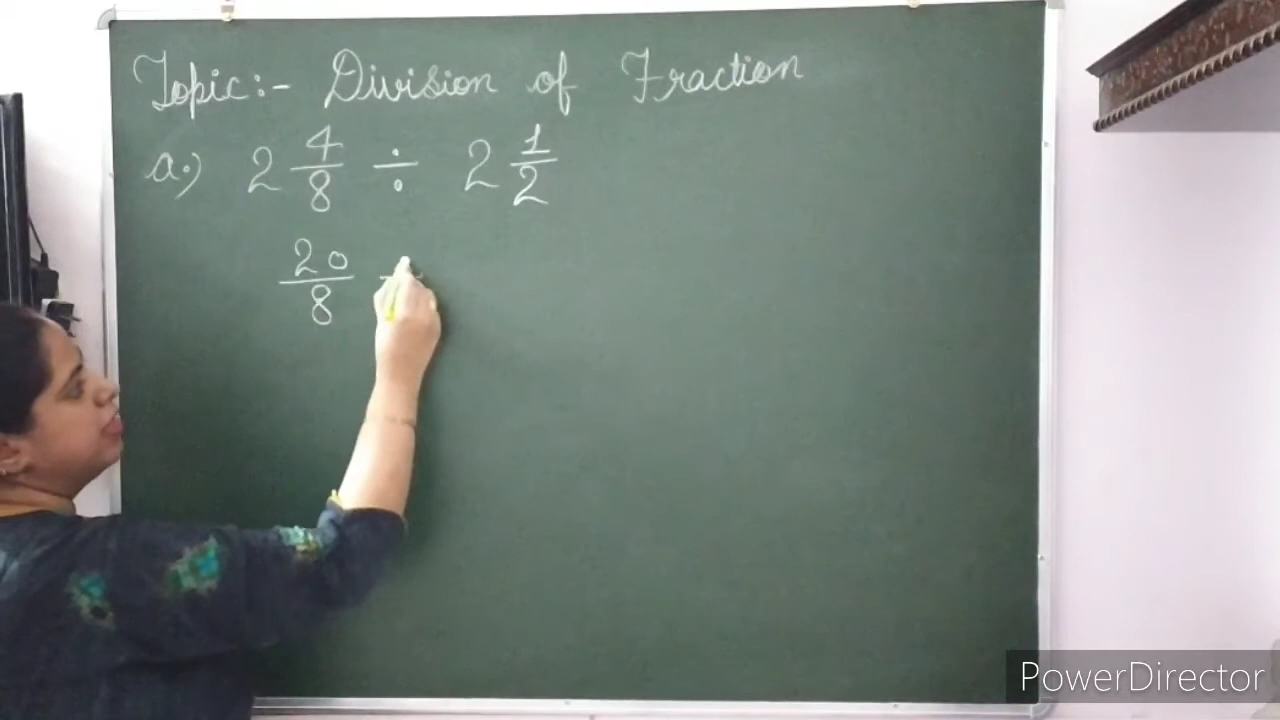 Topic:- Division of Fraction
a.) 2 4/8 ÷ 2 1/2
20/8
PowerDirector